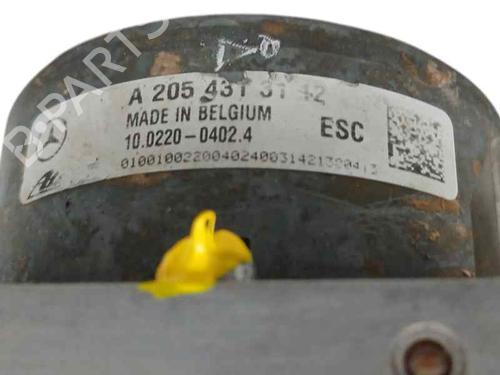 A 205 431 31 42
MADE IN BELGIUM
10.0220-0402.4 ESC